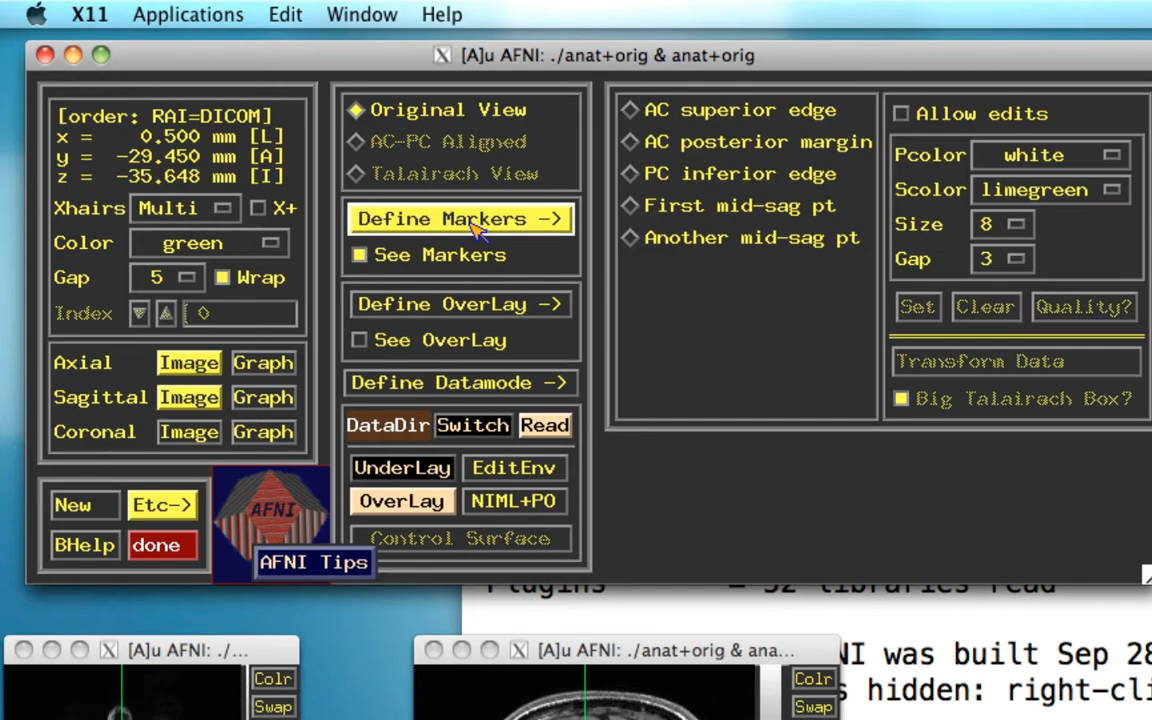 X11 Applications Edit Window Help
[A]u AFNI: ./anat+orig & anat+orig
[order: RAI=DICOM]
x = 0.500 mm [L]
y = -29.450 mm [A]
z = -35.648 mm [I]
Xhairs Multi X+
Color green
Gap 5 Wrap
Index 0
Axial Image Graph
Sagittal Image Graph
Coronal Image Graph
New Etc->
BHelp done
AFNI
AFNI Tips
Original View
AC-PC Aligned
Talairach View
Define Markers ->
See Markers
Define OverLay ->
See OverLay
Define Datamode ->
DataDir Switch Read
UnderLay EditEnv
OverLay NIML+PO
Control Surface
AC superior edge
AC posterior margin
PC inferior edge
First mid-sag pt
Another mid-sag pt
Allow edits
Pcolor white
Scolor limegreen
Size 8
Gap 3
Set Clear Quality?
Transform Data
Big Talairach Box?
Plugins = 52 libraries read
NI was built Sep 28
s hidden: right-cli
[A]u AFNI: ./...
Colr
Swap
[A]u AFNI: ./anat+orig & ana...
Colr
Swap